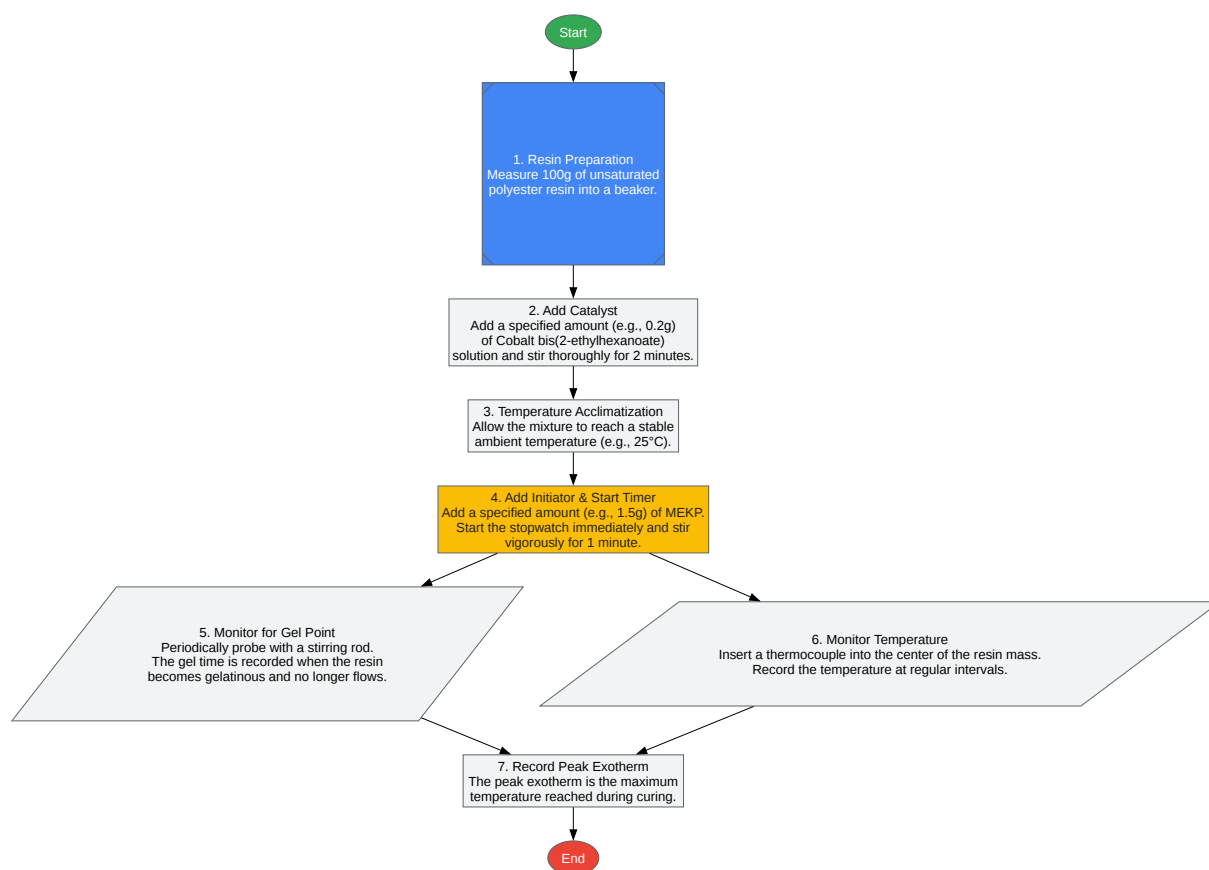 Start
1. Resin Preparation
Measure 100g of unsaturated
polyester resin into a beaker.
2. Add Catalyst
Add a specified amount (e.g., 0.2g)
of Cobalt bis(2-ethylhexanoate)
solution and stir thoroughly for 2 minutes.
3. Temperature Acclimatization
Allow the mixture to reach a stable
ambient temperature (e.g., 25°C).
4. Add Initiator & Start Timer
Add a specified amount (e.g., 1.5g) of MEKP.
Start the stopwatch immediately and stir
vigorously for 1 minute.
5. Monitor for Gel Point
Periodically probe with a stirring rod.
The gel time is recorded when the resin
becomes gelatinous and no longer flows.
6. Monitor Temperature
Insert a thermocouple into the center of the resin mass.
Record the temperature at regular intervals.
7. Record Peak Exotherm
The peak exotherm is the maximum
temperature reached during curing.
End